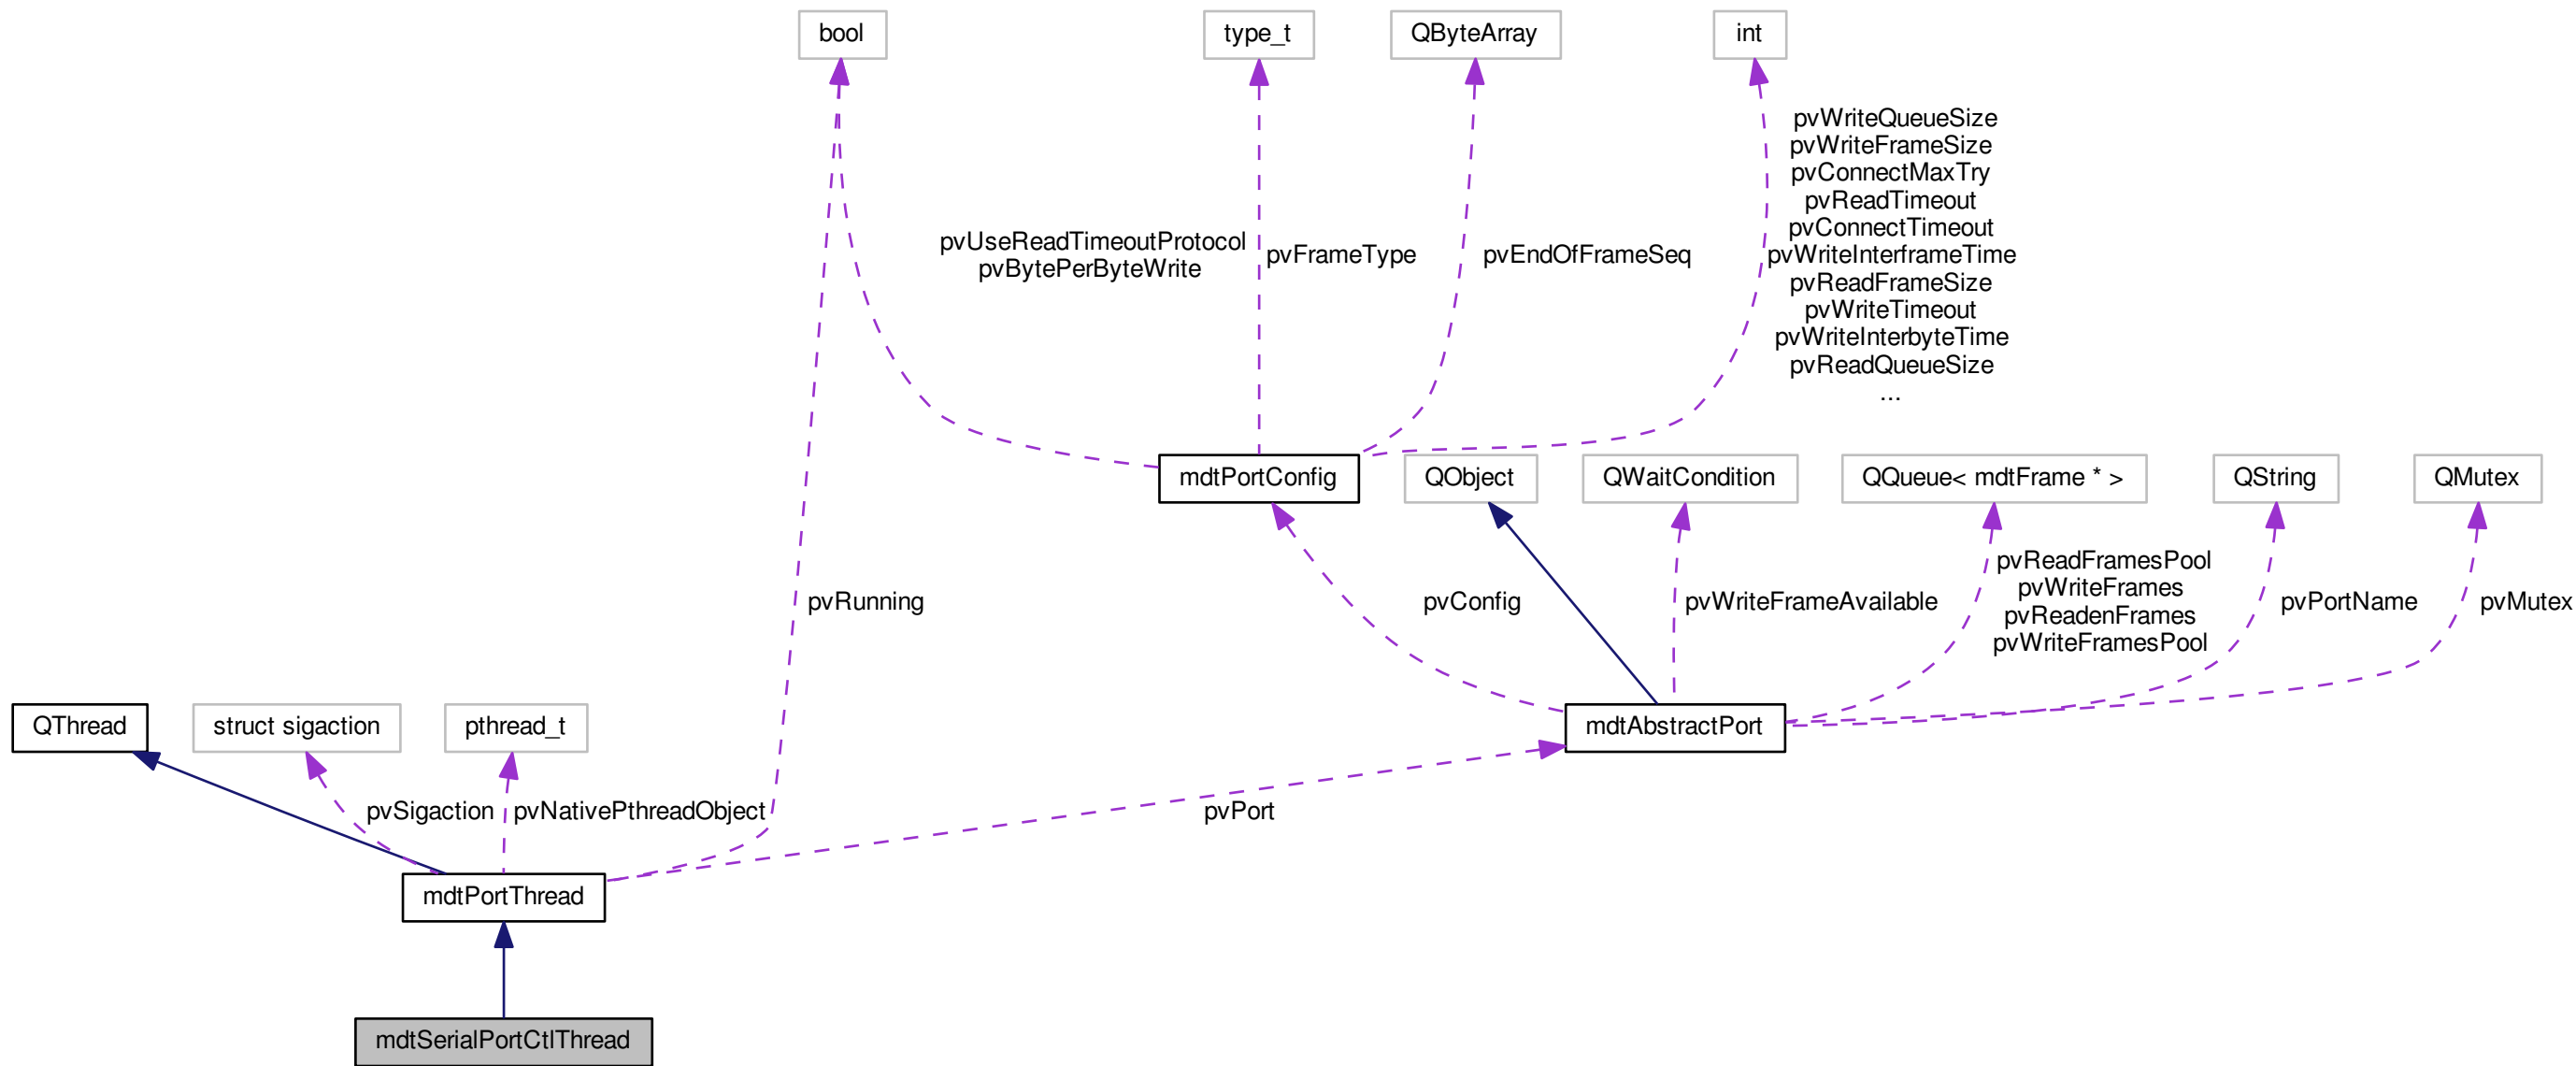 bool
type_t
QByteArray
int
pvWriteQueueSize
pvWriteFrameSize
pvConnectMaxTry
pvReadTimeout
pvConnectTimeout
pvWriteInterframeTime
pvReadFrameSize
pvWriteTimeout
pvWriteInterbyteTime
pvReadQueueSize
...
pvUseReadTimeoutProtocol
pvBytePerByteWrite
pvFrameType
pvEndOfFrameSeq
mdtPortConfig
QObject
QWaitCondition
QQueue< mdtFrame * >
QString
QMutex
pvRunning
pvConfig
pvWriteFrameAvailable
pvReadFramesPool
pvWriteFrames
pvReadenFrames
pvWriteFramesPool
pvPortName
pvMutex
QThread
struct sigaction
pthread_t
mdtAbstractPort
pvSigaction
pvNativePthreadObject
pvPort
mdtPortThread
mdtSerialPortCtlThread